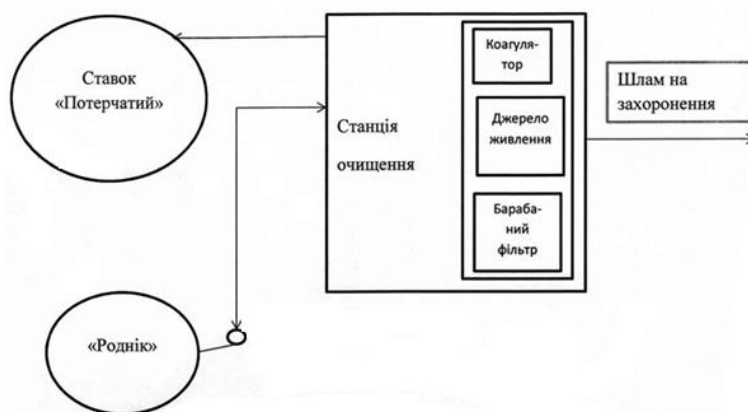 Ставок
«Потерчатий»
Коагуля-
тор
Станція
очищення
Джерело
живлення
Бараба-
ний
фільтр
Шлам на
захоронення
«Роднік»